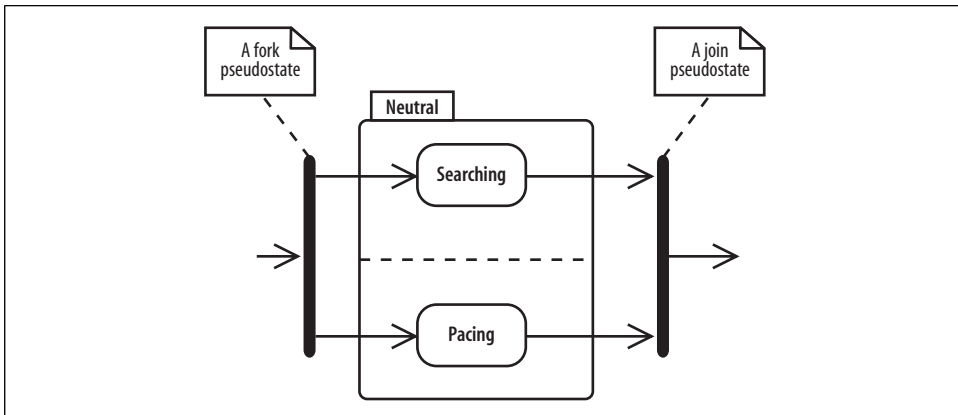 A fork
pseudostate
A join
pseudostate
Neutral
Searching
Pacing